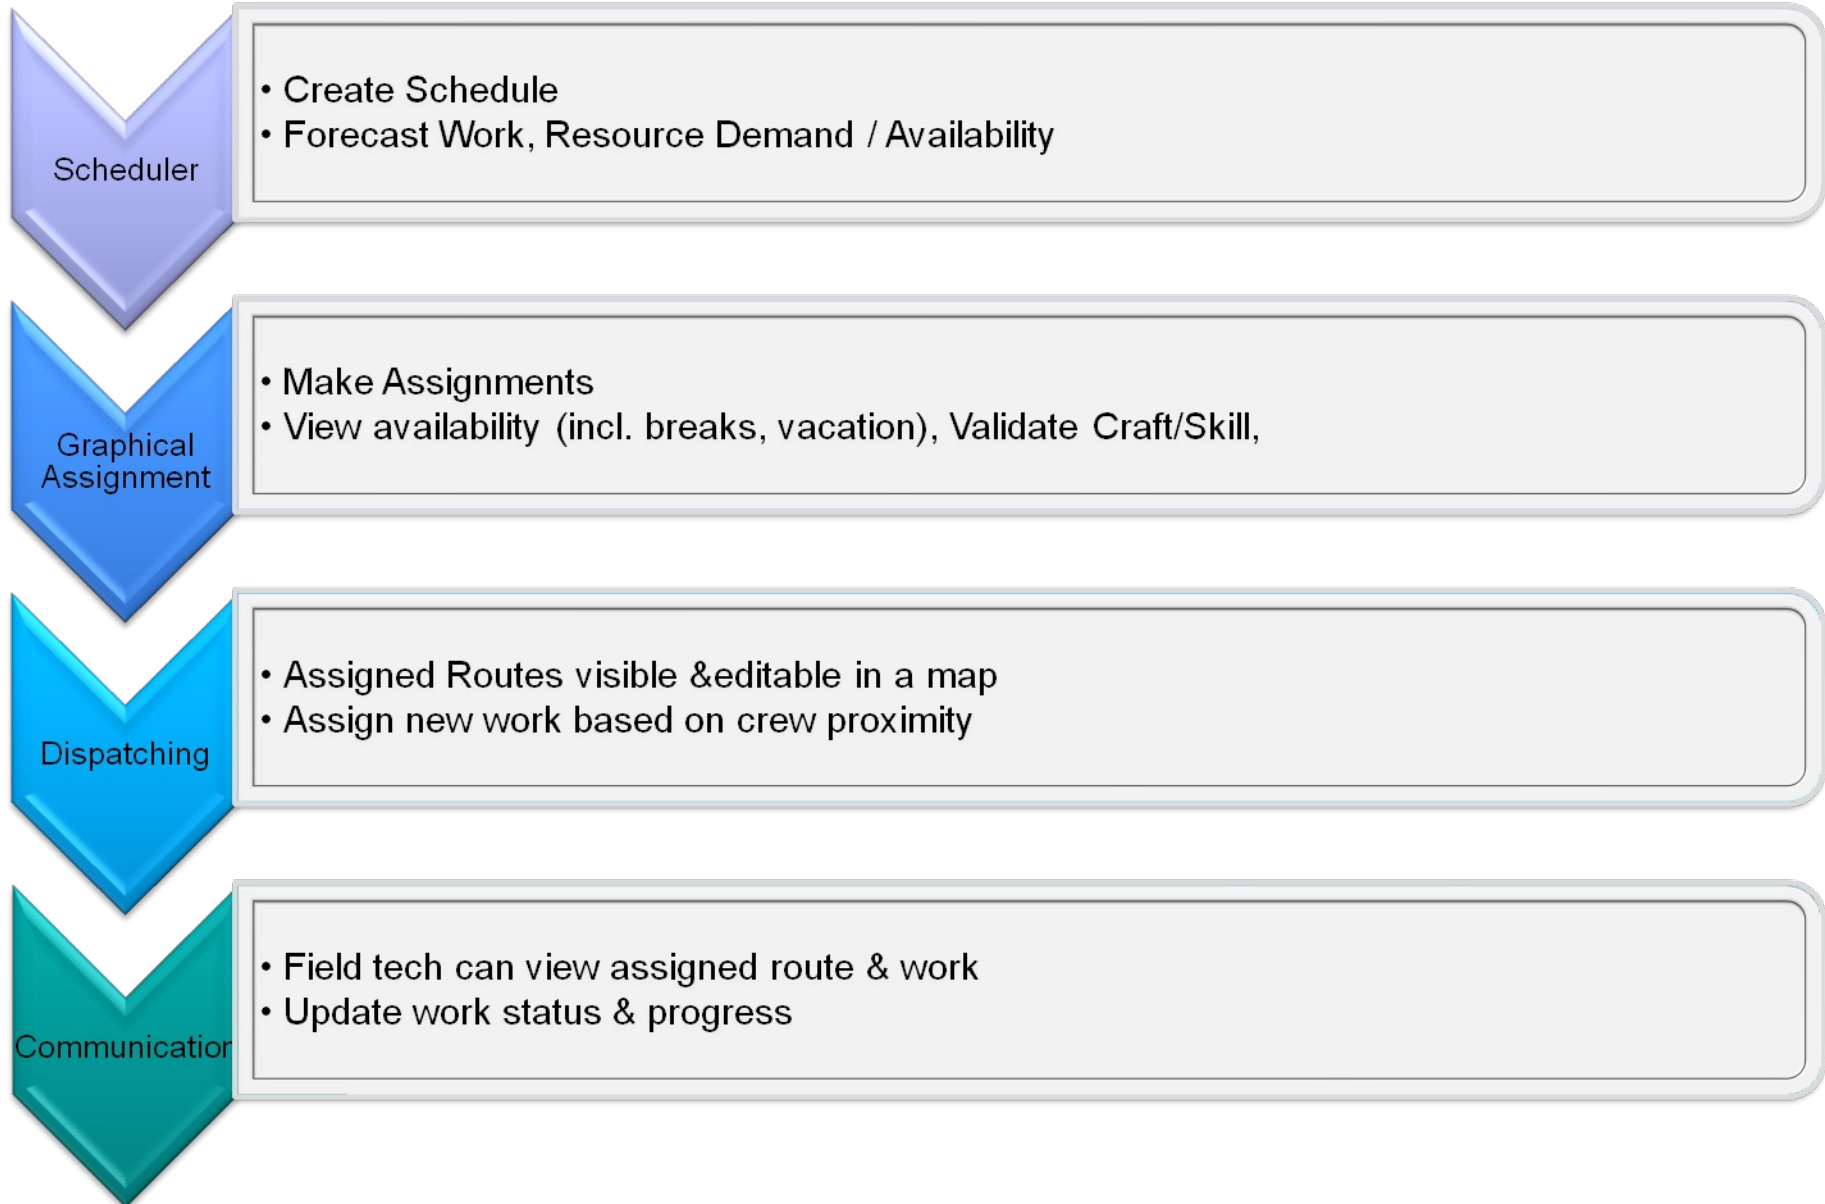 Scheduler
• Create Schedule
• Forecast Work, Resource Demand / Availability
Graphical
Assignment
• Make Assignments
• View availability (incl. breaks, vacation), Validate Craft/Skill,
Dispatching
• Assigned Routes visible &editable in a map
• Assign new work based on crew proximity
Communication
• Field tech can view assigned route & work
• Update work status & progress